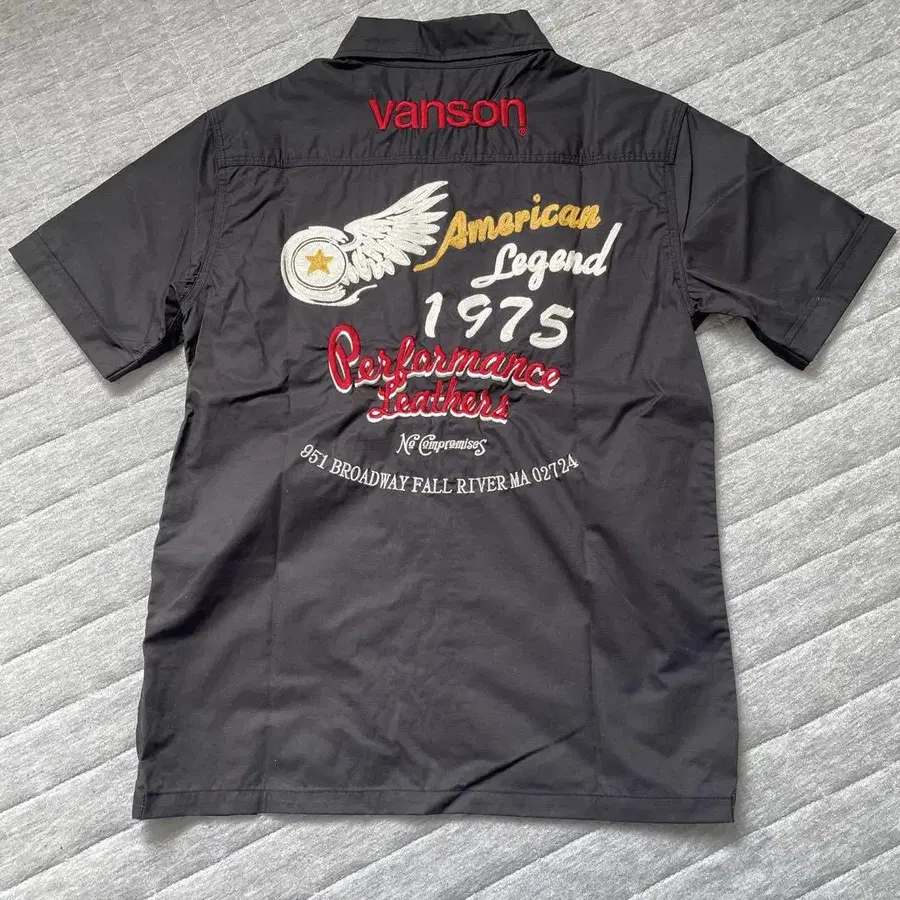 vanson®
American
Legend
1975
Performance
Leathers
No Compromises
951 BROADWAY FALL RIVER MA 02724